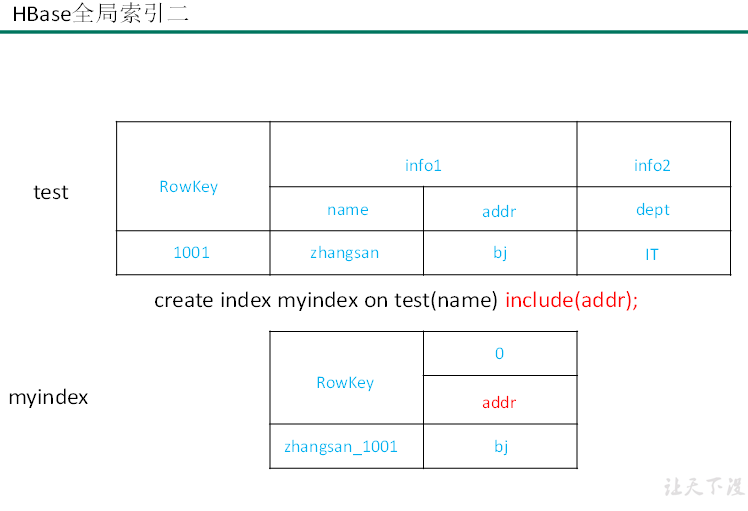 HBase全局索引二
test
RowKey
info1
info2
name
addr
dept
1001
zhangsan
bj
IT
create index myindex on test(name) include(addr);
myindex
RowKey
0
addr
zhangsan_1001
bj
让天下没